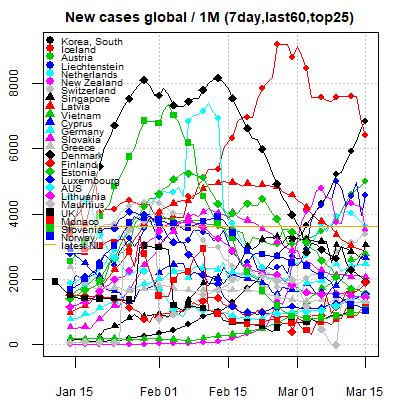 New cases global / 1M (7day,last60,top25)
Korea, South
Iceland
Austria
Liechtenstein
Netherlands
New Zealand
Switzerland
Singapore
Latvia
Vietnam
Cyprus
Germany
Slovakia
Greece
Denmark
Finland
Estonia
Luxembourg
AUS
Lithuania
Mauritius
UK
Monaco
Slovenia
Norway
latest NL
0 2000 4000 6000 8000
Jan 15 Feb 01 Feb 15 Mar 01 Mar 15